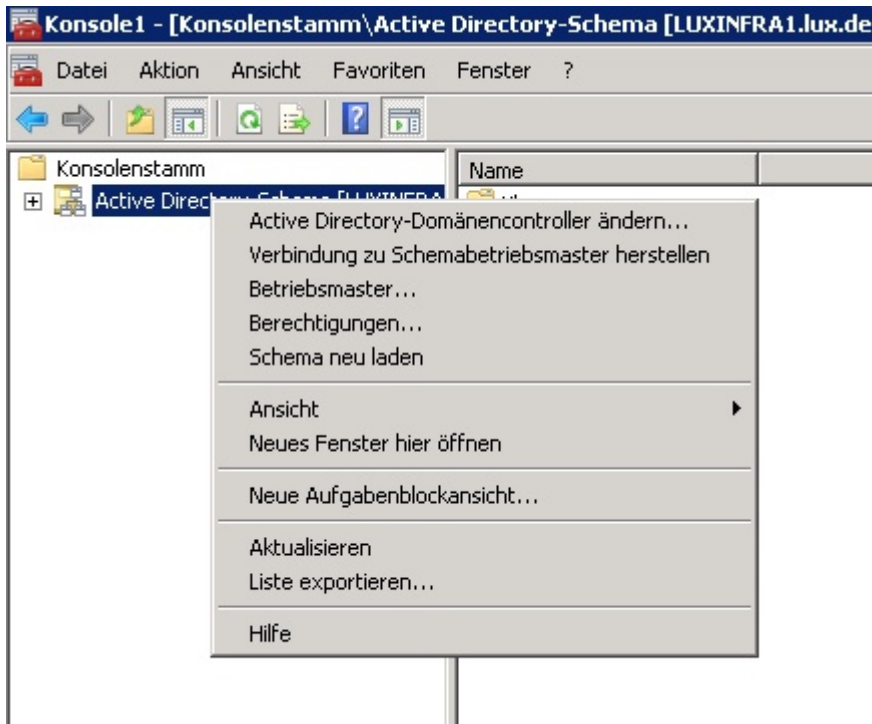 Konsole1 - [Konsolenstamm\Active Directory-Schema [LUXINFRA1.lux.de
Datei Aktion Ansicht Favoriten Fenster ?
Konsolenstamm
Name
Active
Active Directory-Domänencontroller ändern...
Verbindung zu Schemabetriebsmaster herstellen
Betriebsmaster...
Berechtigungen...
Schema neu laden
Ansicht
Neues Fenster hier öffnen
Neue Aufgabenblockansicht...
Aktualisieren
Liste exportieren...
Hilfe